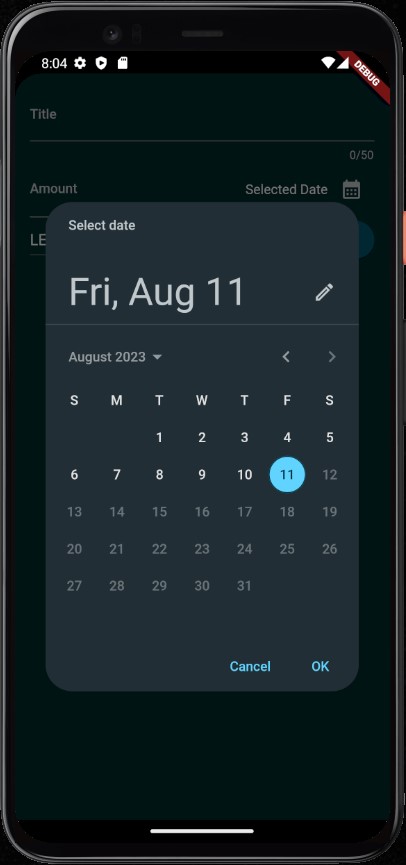 8:04
DEBUG
Title
0/50
Amount
Selected Date
LE
Select date
Fri, Aug 11
August 2023
S M T W T F S
1 2 3 4 5
6 7 8 9 10 11 12
13 14 15 16 17 18 19
20 21 22 23 24 25 26
27 28 29 30 31
Cancel OK